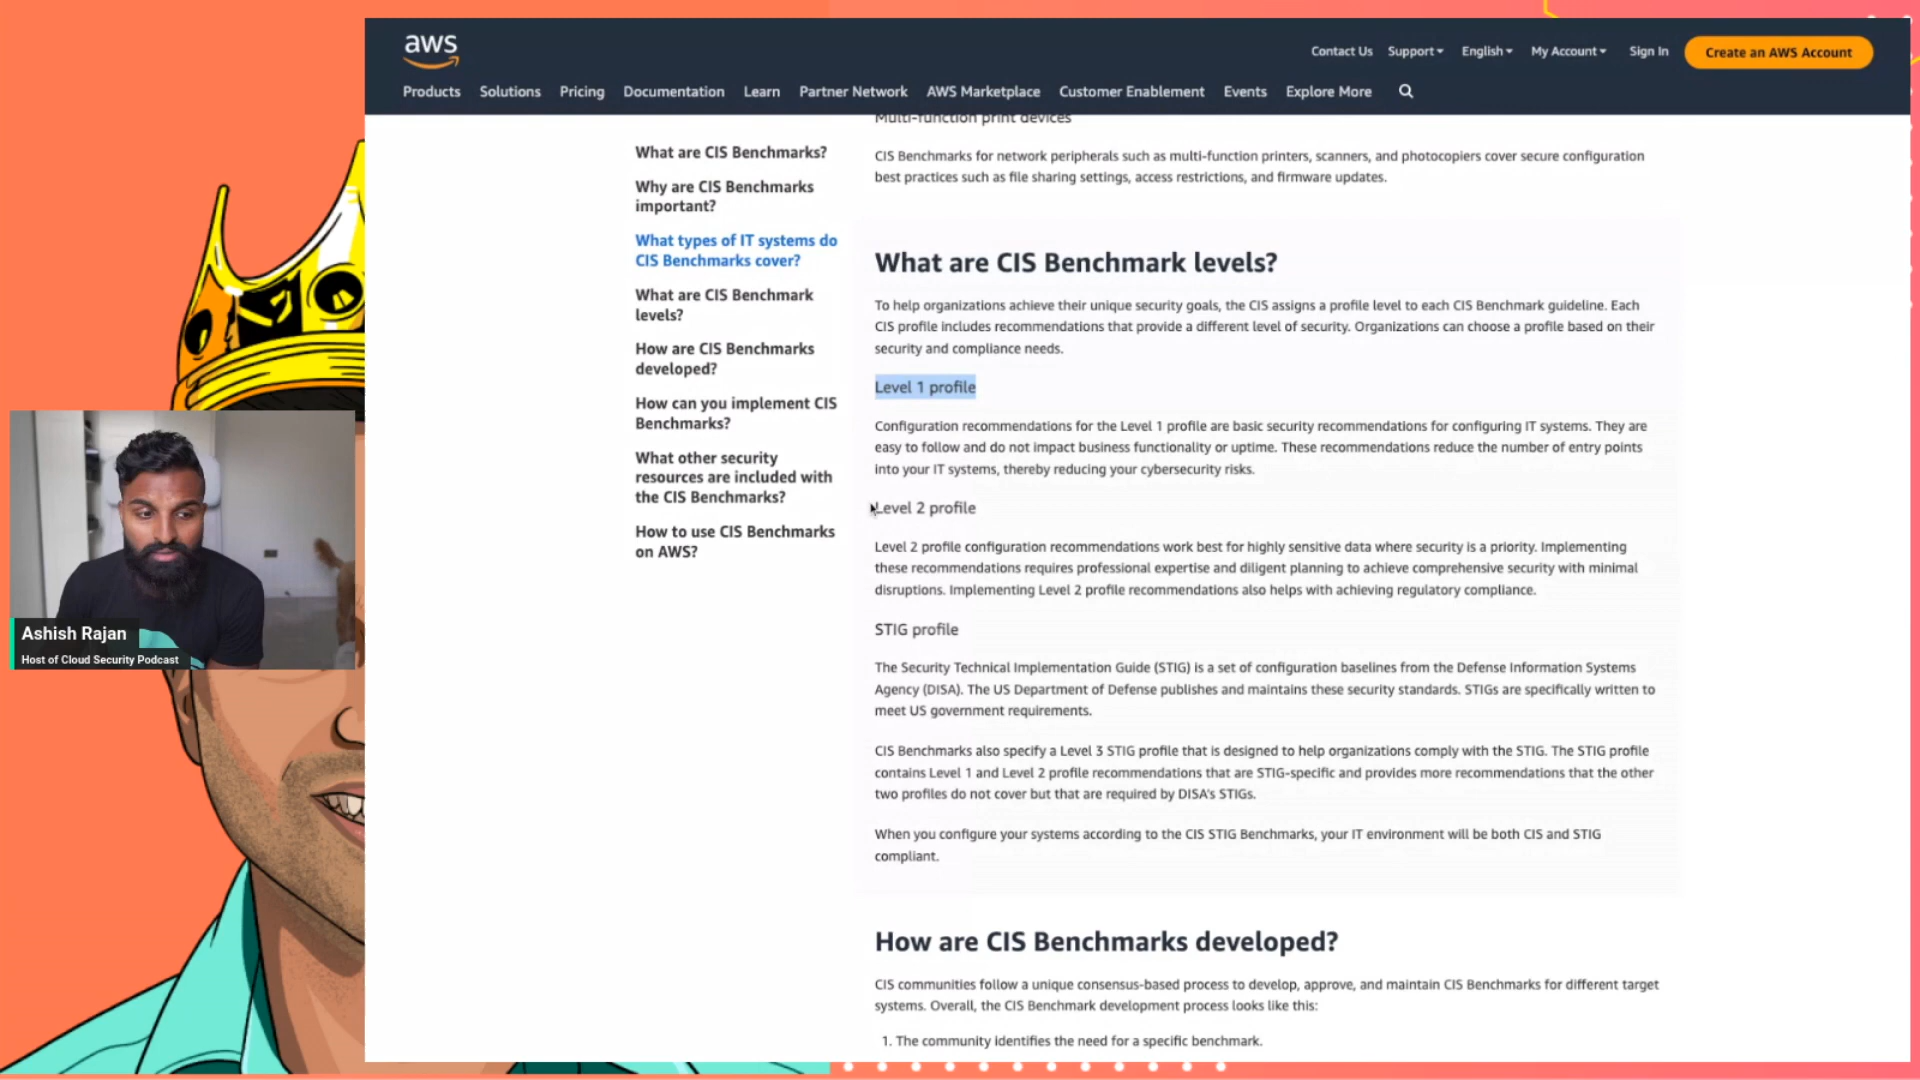 aws
Contact Us Support English My Account Sign In Create an AWS Account
Products Solutions Pricing Documentation Learn Partner Network AWS Marketplace Customer Enablement Events Explore More
What are CIS Benchmarks?
Why are CIS Benchmarks
important?
What types of IT systems do
CIS Benchmarks cover?
What are CIS Benchmark
levels?
How are CIS Benchmarks
developed?
How can you implement CIS
Benchmarks?
What other security
resources are included with
the CIS Benchmarks?
How to use CIS Benchmarks
on AWS?
Multi-function print devices
CIS Benchmarks for network peripherals such as multi-function printers, scanners, and photocopiers cover secure configuration
best practices such as file sharing settings, access restrictions, and firmware updates.
What are CIS Benchmark levels?
To help organizations achieve their unique security goals, the CIS assigns a profile level to each CIS Benchmark guideline. Each
CIS profile includes recommendations that provide a different level of security. Organizations can choose a profile based on their
security and compliance needs.
Level 1 profile
Configuration recommendations for the Level 1 profile are basic security recommendations for configuring IT systems. They are
easy to follow and do not impact business functionality or uptime. These recommendations reduce the number of entry points
into your IT systems, thereby reducing your cybersecurity risks.
Level 2 profile
Level 2 profile configuration recommendations work best for highly sensitive data where security is a priority. Implementing
these recommendations requires professional expertise and diligent planning to achieve comprehensive security with minimal
disruptions. Implementing Level 2 profile recommendations also helps with achieving regulatory compliance.
STIG profile
The Security Technical Implementation Guide (STIG) is a set of configuration baselines from the Defense Information Systems
Agency (DISA). The US Department of Defense publishes and maintains these security standards. STIGs are specifically written to
meet US government requirements.
CIS Benchmarks also specify a Level 3 STIG profile that is designed to help organizations comply with the STIG. The STIG profile
contains Level 1 and Level 2 profile recommendations that are STIG-specific and provides more recommendations that the other
two profiles do not cover but that are required by DISA's STIGs.
When you configure your systems according to the CIS STIG Benchmarks, your IT environment will be both CIS and STIG
compliant.
How are CIS Benchmarks developed?
CIS communities follow a unique consensus-based process to develop, approve, and maintain CIS Benchmarks for different target
systems. Overall, the CIS Benchmark development process looks like this:
1. The community identifies the need for a specific benchmark.
Ashish Rajan
Host of Cloud Security Podcast